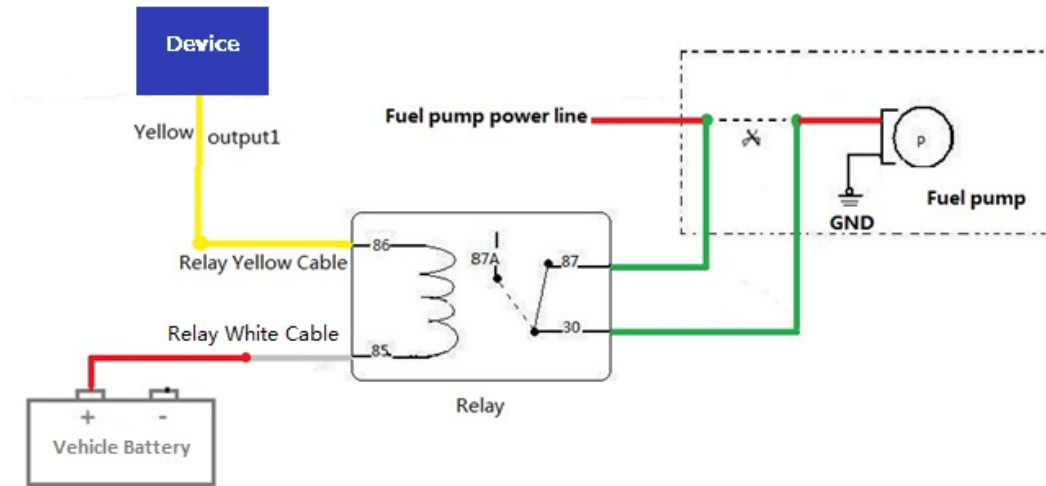 Device
Yellow
output1
Fuel pump power line
P
Fuel pump
GND
Relay Yellow Cable
86
87A
87
30
85
Relay White Cable
Relay
+ -
Vehicle Battery